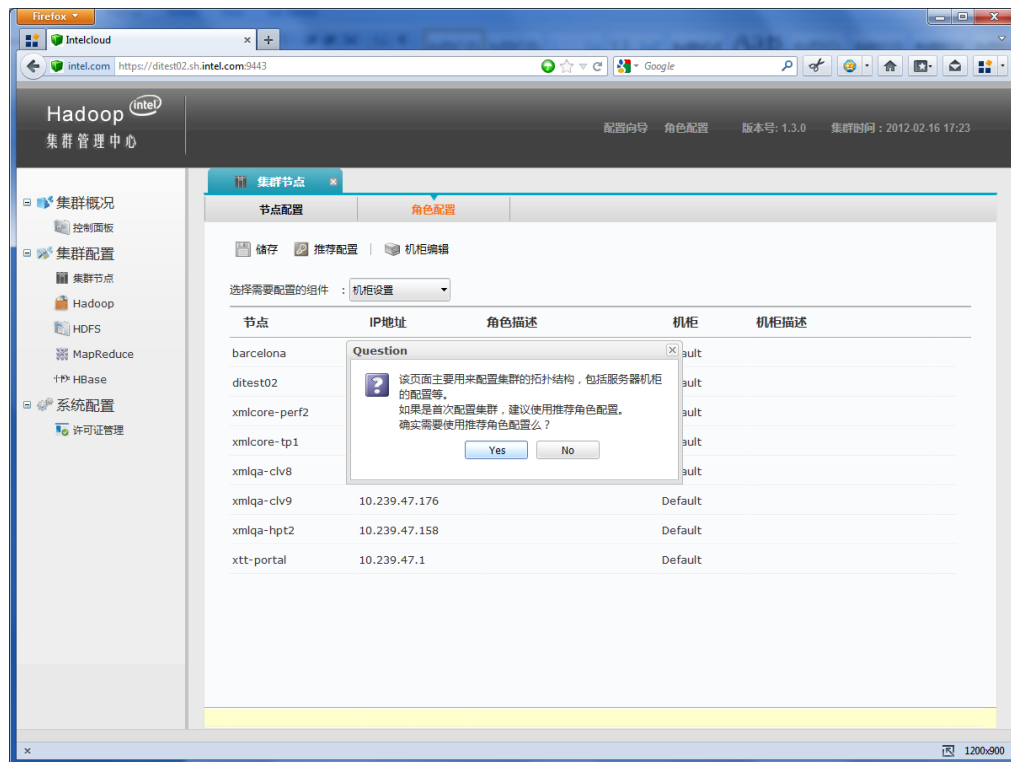 Firefox
Intelcloud
intel.com https://ditest02.sh.intel.com:9443
Google
Hadoop intel
集群管理中心
配置向导 角色配置 版本号: 1.3.0 集群时间：2012-02-16 17:23
集群概况
控制面板
集群配置
集群节点
Hadoop
HDFS
MapReduce
HBase
系统配置
许可证管理
集群节点
节点配置 角色配置
储存 推荐配置 机柜编辑
选择需要配置的组件 : 机柜设置
节点 IP地址 角色描述 机柜 机柜描述
barcelona ault
ditest02 ault
xmlcore-perf2 ault
xmlcore-tp1 ault
xmlqa-clv8 ault
xmlqa-clv9 10.239.47.176 Default
xmlqa-hpt2 10.239.47.158 Default
xtt-portal 10.239.47.1 Default
Question
该页面主要用来配置集群的拓扑结构，包括服务器机柜
的配置等。
如果是首次配置集群，建议使用推荐角色配置。
确实需要使用推荐角色配置么？
Yes No
1200x900